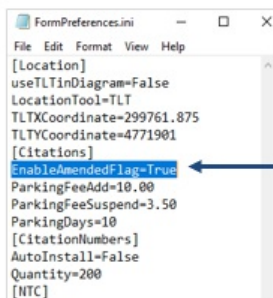 FormPreferences.ini
File Edit Format View Help
[Location]
useTLTinDiagram=False
LocationTool=TLT
TLTXCoordinate=299761.875
TLTYCoordinate=4771901
[Citations]
EnableAmendedFlag=True
ParkingFeeAdd=10.00
ParkingFeeSuspend=3.50
ParkingDays=10
[CitationNumbers]
AutoInstall=False
Quantity=200
[NTC]